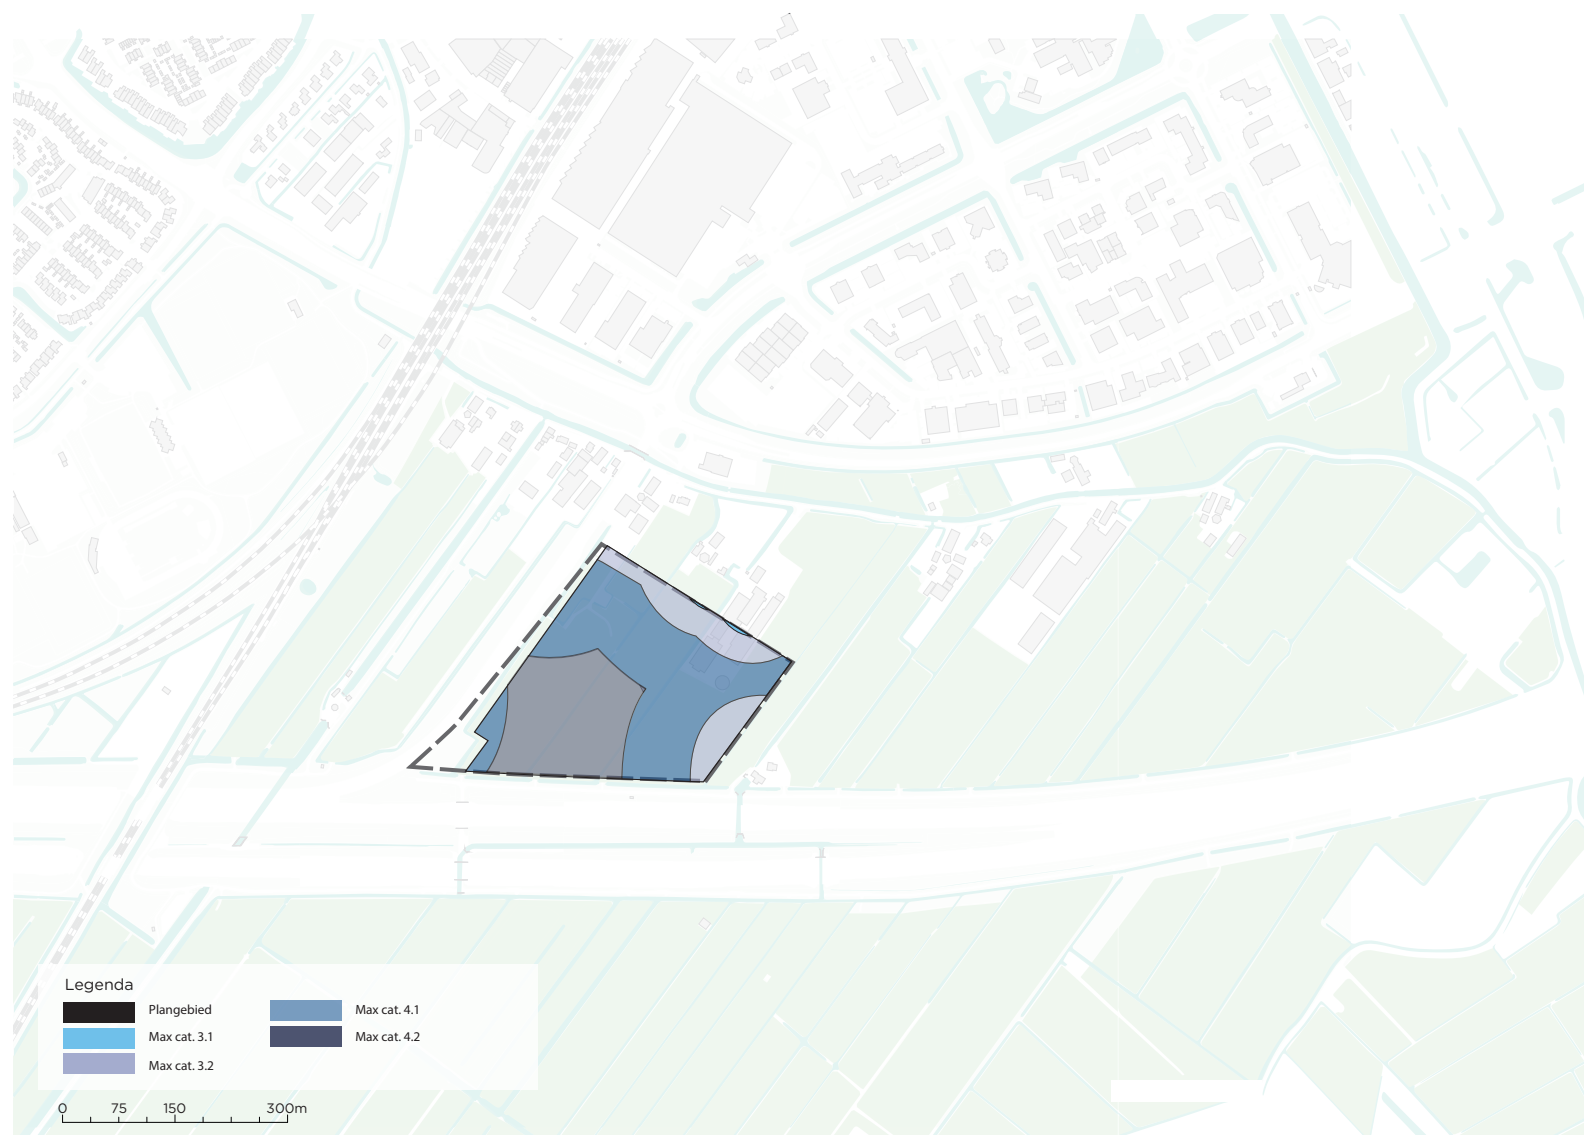 Legenda
Plangebied
Max cat. 3.1
Max cat. 3.2
Max cat. 4.1
Max cat. 4.2
0 75 150 300m